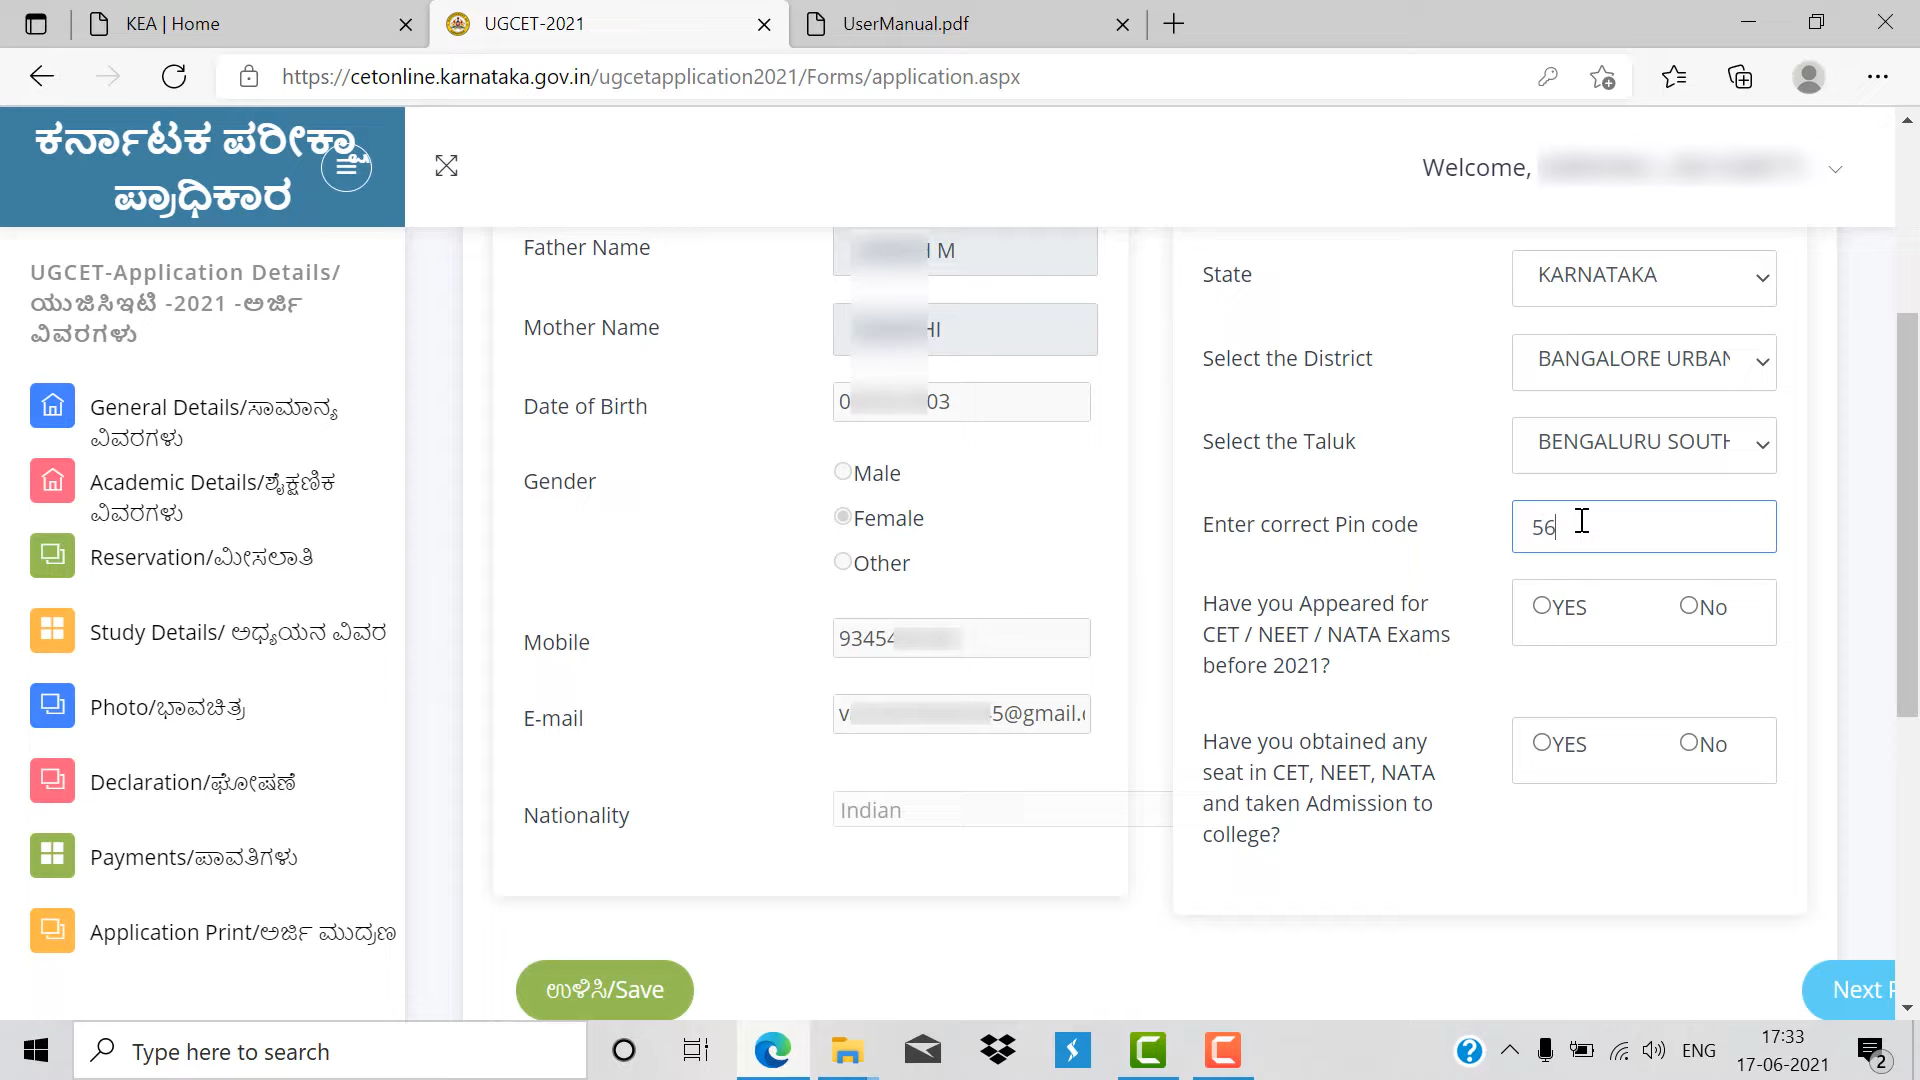 KEA | Home
UGCET-2021
UserManual.pdf
https://cetonline.karnataka.gov.in/ugcetapplication2021/Forms/application.aspx
ಕರ್ನಾಟಕ ಪರೀಕ್ಷಾ
ಪ್ರಾಧಿಕಾರ
Welcome,
UGCET-Application Details/
ಯುಜಿಸಿಇಟಿ -2021 -ಅರ್ಜಿ
ವಿವರಗಳು
General Details/ಸಾಮಾನ್ಯ
ವಿವರಗಳು
Academic Details/ಶೈಕ್ಷಣಿಕ
ವಿವರಗಳು
Reservation/ಮೀಸಲಾತಿ
Study Details/ ಅಧ್ಯಯನ ವಿವರ
Photo/ಭಾವಚಿತ್ರ
Declaration/ಘೋಷಣೆ
Payments/ಪಾವತಿಗಳು
Application Print/ಅರ್ಜಿ ಮುದ್ರಣ
Father Name
M
Mother Name
HI
Date of Birth
0 03
Gender
Male
Female
Other
Mobile
9345
E-mail
v 5@gmail.
Nationality
Indian
State
KARNATAKA
Select the District
BANGALORE URBAN
Select the Taluk
BENGALURU SOUTH
Enter correct Pin code
56
Have you Appeared for
CET / NEET / NATA Exams
before 2021?
YES
No
Have you obtained any
seat in CET, NEET, NATA
and taken Admission to
college?
YES
No
ಉಳಿಸಿ/Save
Next
Type here to search
ENG
17:33
17-06-2021
2